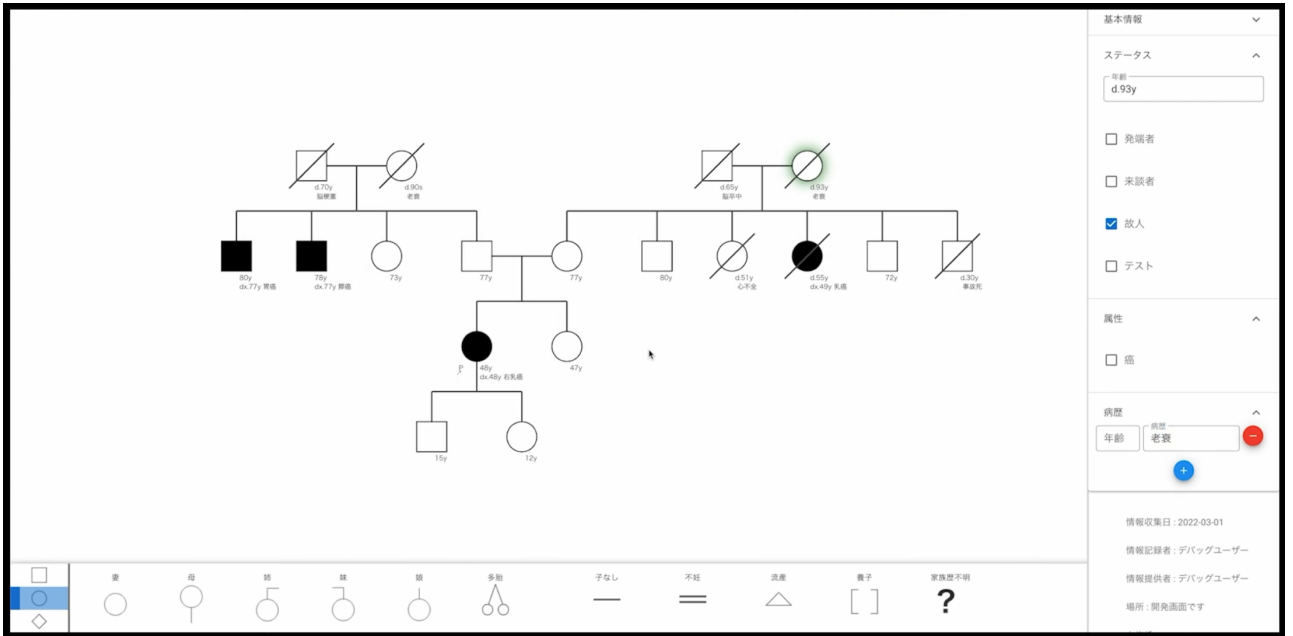 基本情報
ステータス
年齢
d.93y
発端者
来談者
故人
テスト
属性
癌
病歴
年齢
病歴
老衰
情報収集日 : 2022-03-01
情報記録者 : デバッグユーザー
情報提供者 : デバッグユーザー
場所 : 開発画面です
d.70y
脳梗塞
d.90s
老衰
d.65y
脳卒中
d.93y
老衰
80y
dx.77y 胃癌
78y
dx.77y 膵癌
73y
77y
77y
80y
d.51y
心不全
d.55y
dx.49y 乳癌
72y
d.30y
事故死
P
48y
dx.48y 右乳癌
47y
15y
12y
妻
母
姉
妹
娘
多胎
子なし
不妊
流産
養子
家族歴不明
?